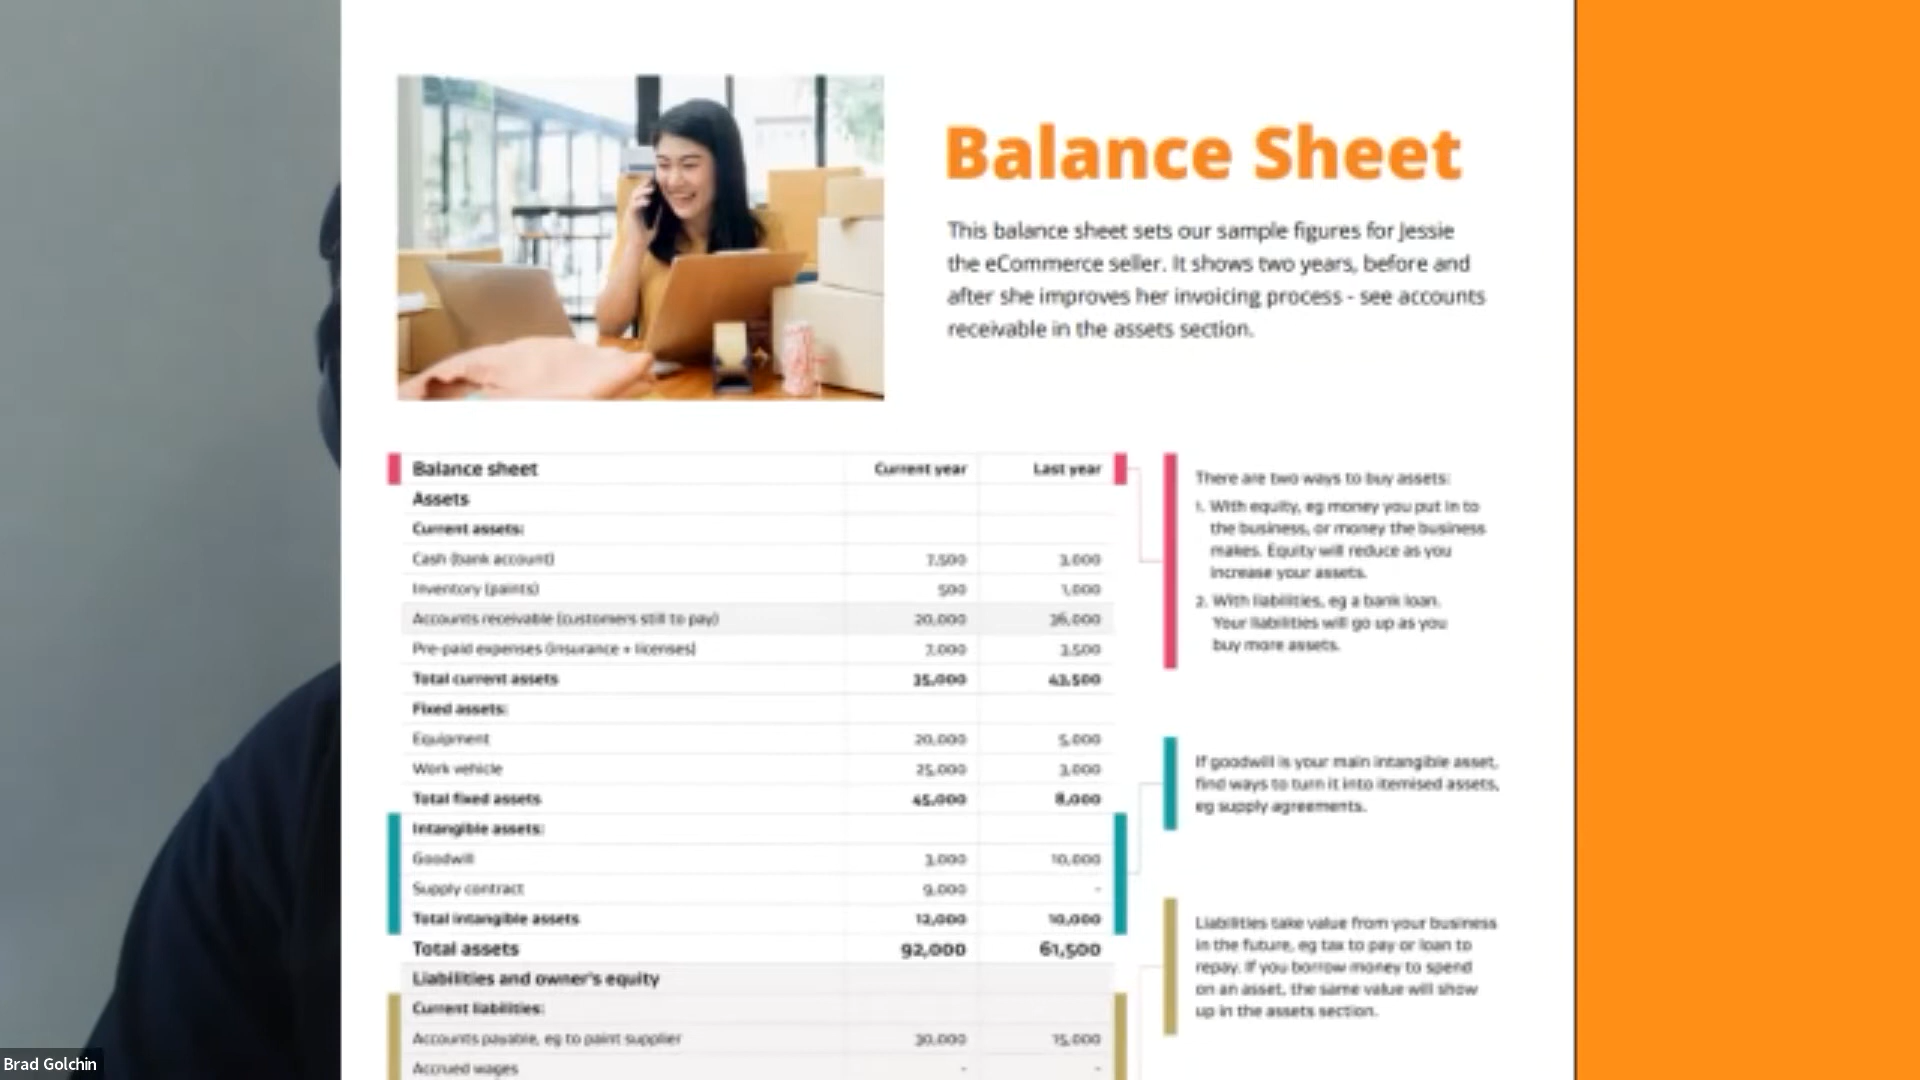 Balance Sheet
This balance sheet sets our sample figures for Jessie
the eCommerce seller. It shows two years, before and
after she improves her invoicing process - see accounts
receivable in the assets section.
Balance sheet Current year Last year
Assets
Current assets:
Cash (bank account) 7,500 3,000
Inventory (paints) 500 1,000
Accounts receivable (customers still to pay) 20,000 36,000
Pre-paid expenses (insurance + licenses) 7,000 3,500
Total current assets 35,000 43,500
Fixed assets:
Equipment 20,000 5,000
Work vehicle 25,000 3,000
Total fixed assets 45,000 8,000
Intangible assets:
Goodwill 3,000 10,000
Supply contract 9,000 -
Total intangible assets 12,000 10,000
Total assets 92,000 61,500
Liabilities and owner's equity
Current liabilities:
Accounts payable, eg to paint supplier 30,000 15,000
Accrued wages - -
There are two ways to buy assets:
1. With equity, eg money you put in to
the business, or money the business
makes. Equity will reduce as you
increase your assets.
2. With liabilities, eg a bank loan.
Your liabilities will go up as you
buy more assets.
If goodwill is your main intangible asset,
find ways to turn it into itemised assets,
eg supply agreements.
Liabilities take value from your business
in the future, eg tax to pay or loan to
repay. If you borrow money to spend
on an asset, the same value will show
up in the assets section.
Brad Golchin